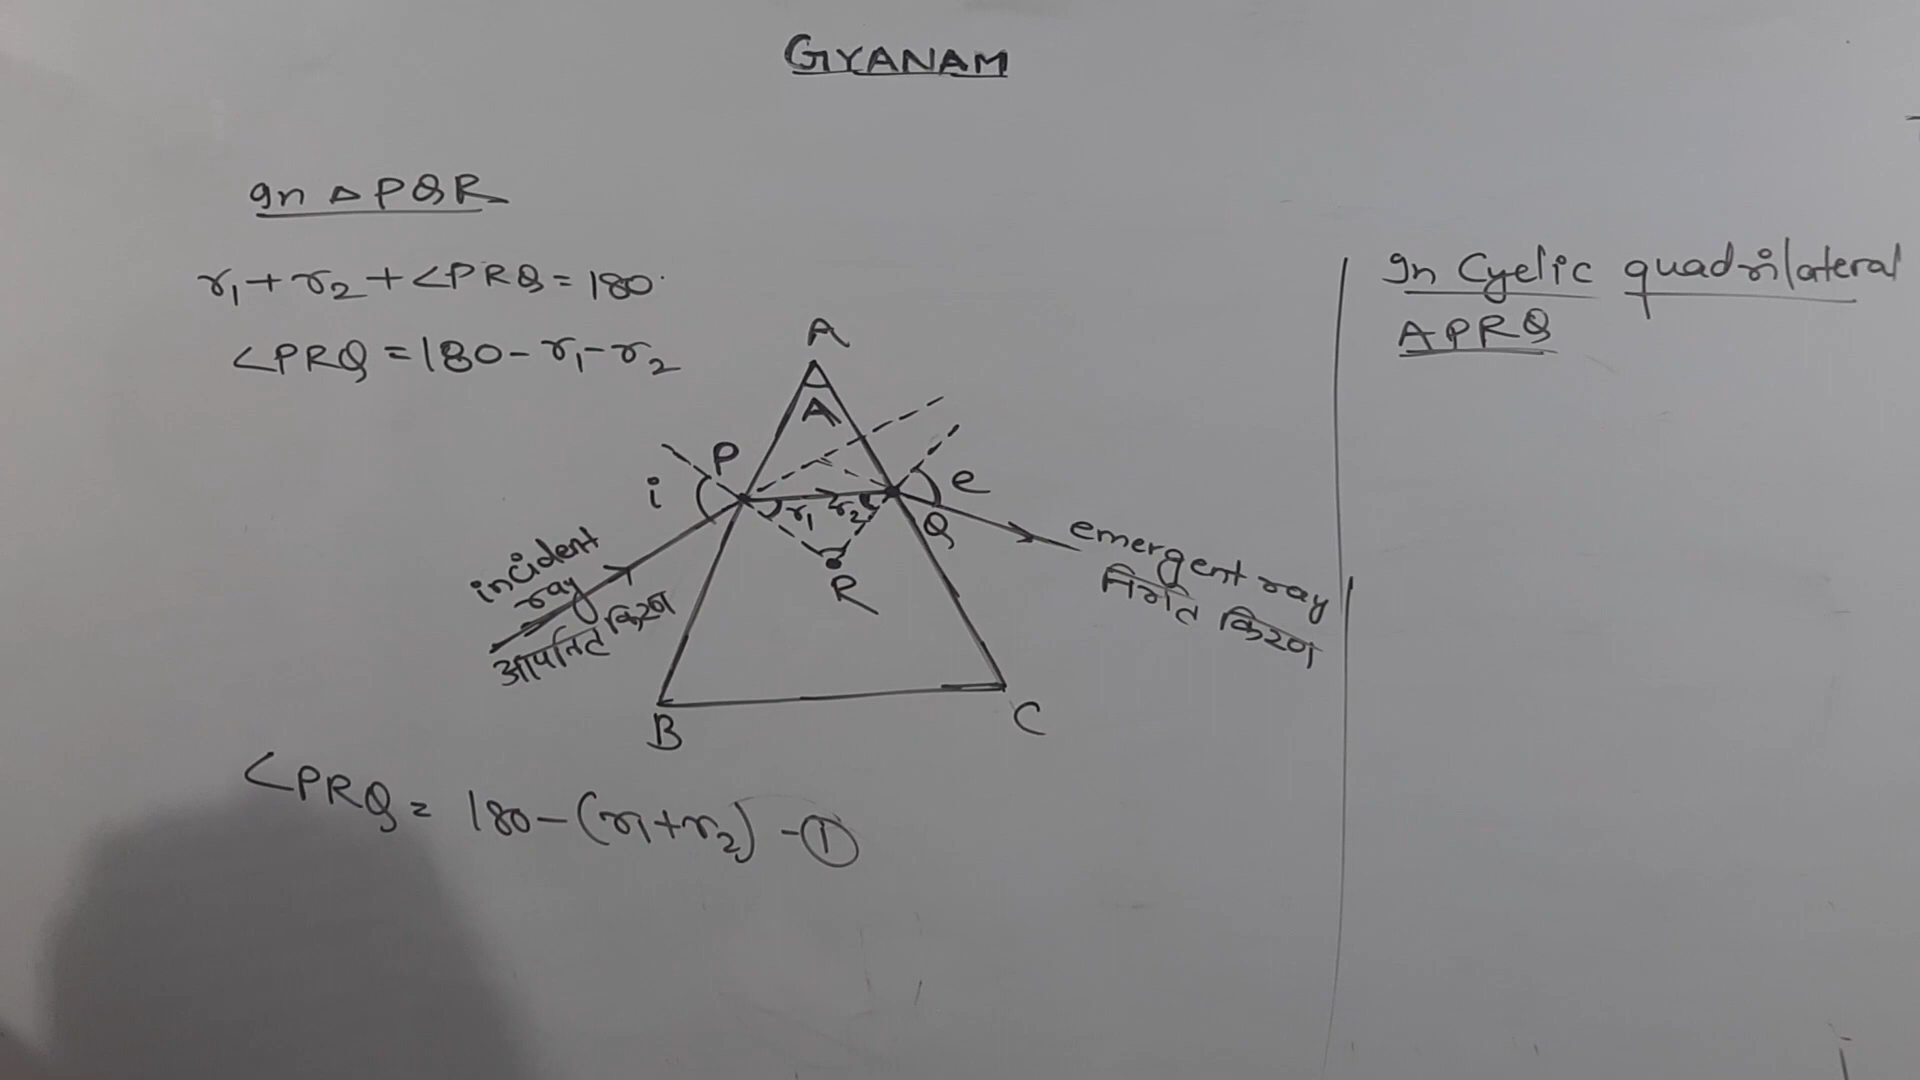 GYANAM
In △PQR
r₁+r₂+∠PRQ=180°
∠PRQ=180-r₁-r₂
In Cyclic quadrilateral
APRQ
A
A
P
i
e
r₁
r₂
Q
R
incident
ray
आपतित किरण
emergent ray
निर्गत किरण
B
C
∠PRQ= 180-(r₁+r₂) -①